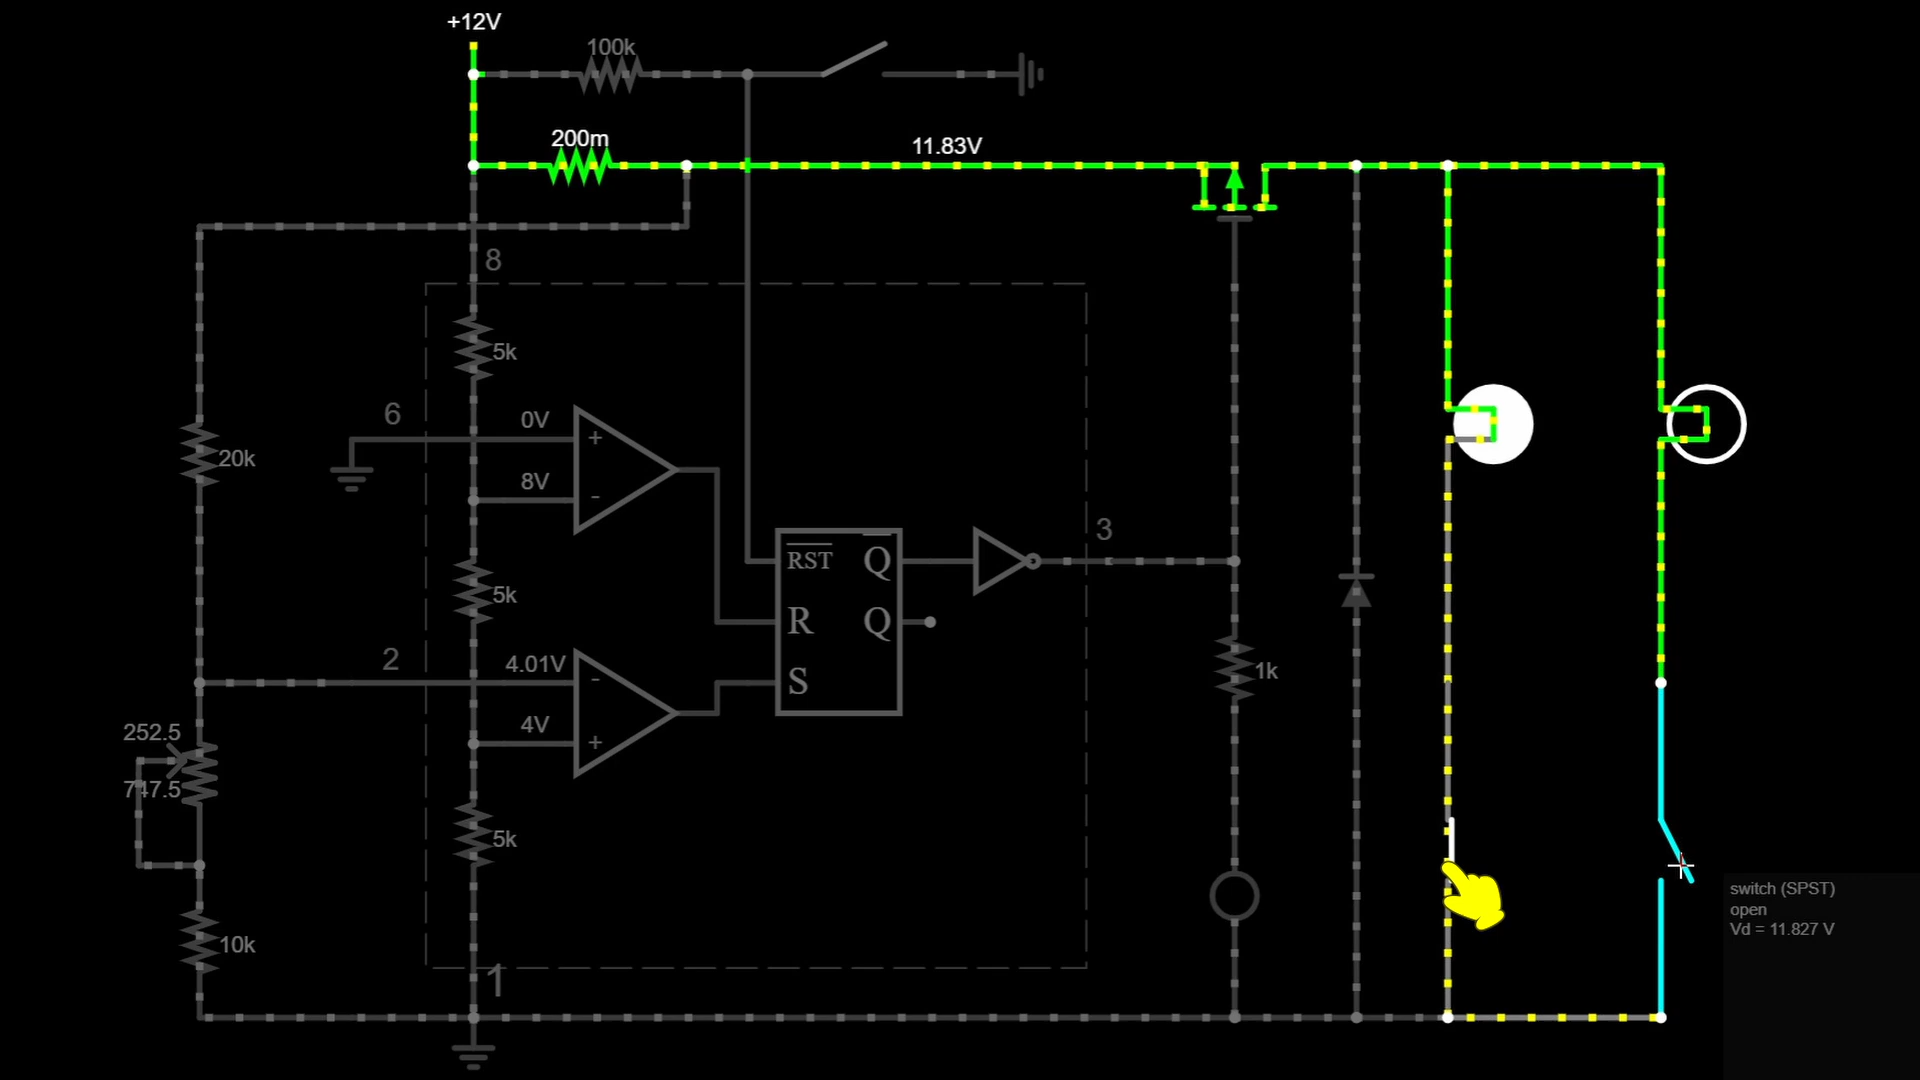 +12V
100k
200m
11.83V
8
5k
6
0V
+
8V
-
20k
3
RST
Q
5k
R
Q
2
4.01V
-
S
1k
4V
+
252.5
747.5
5k
switch (SPST)
open
Vd = 11.827 V
10k
1